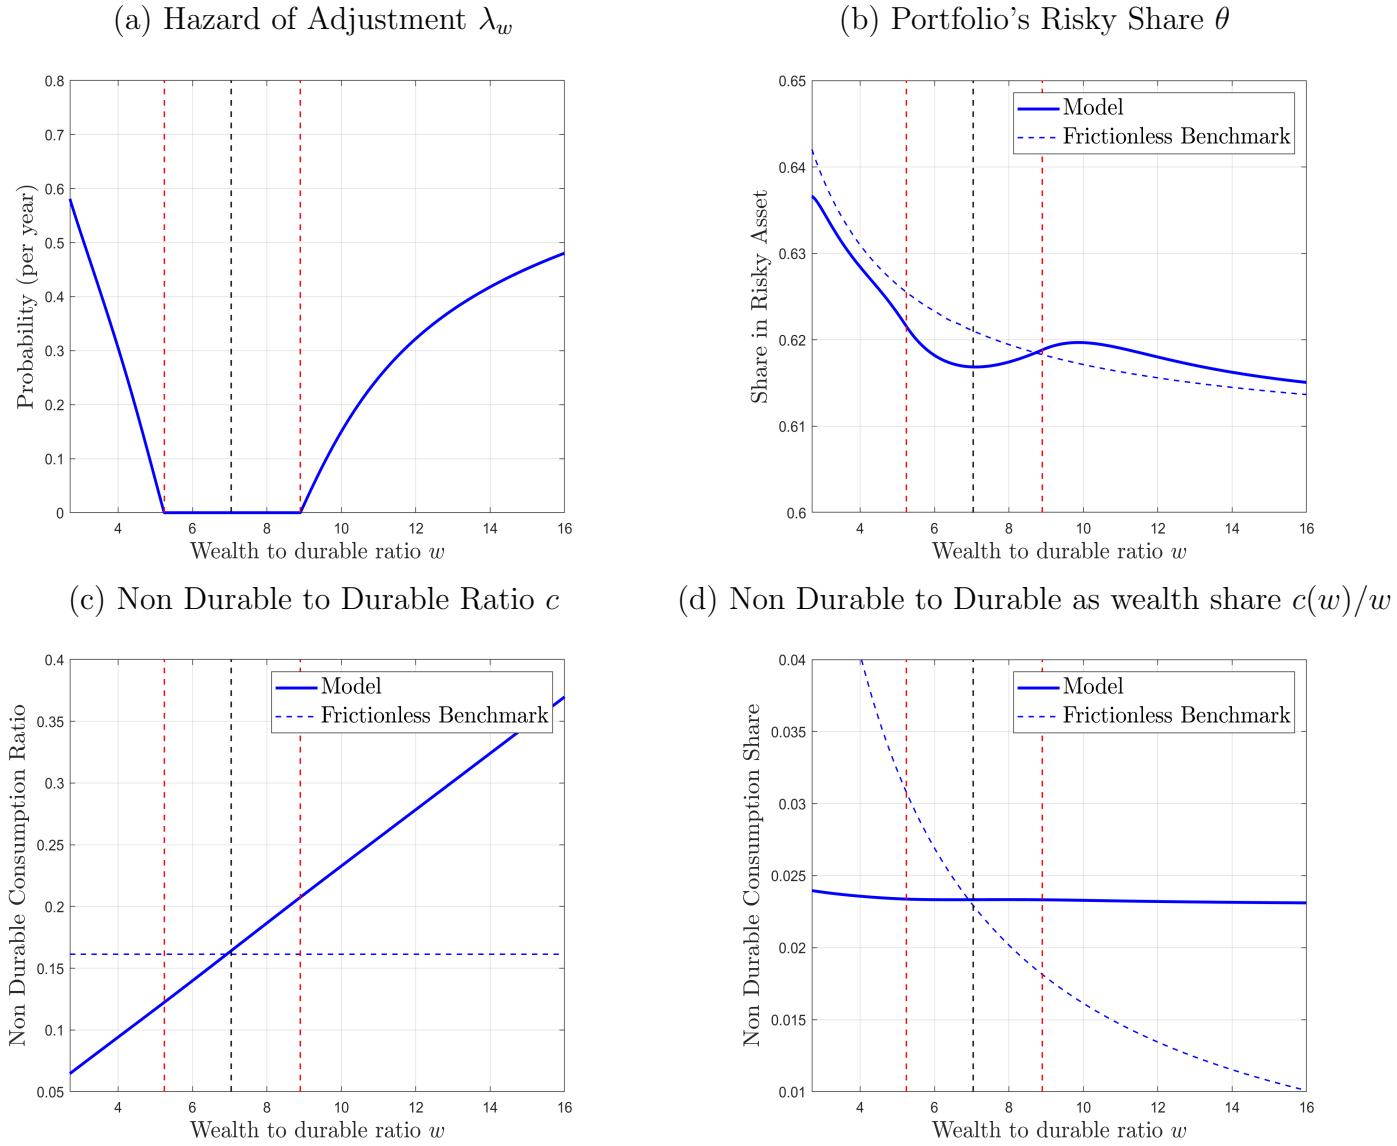 (a) Hazard of Adjustment λ_w
0.8
0.7
0.6
0.5
0.4
0.3
0.2
0.1
0
Probability (per year)
4 6 8 10 12 14 16
Wealth to durable ratio w
(b) Portfolio's Risky Share θ
0.65
0.64
0.63
0.62
0.61
0.6
Share in Risky Asset
Model
Frictionless Benchmark
4 6 8 10 12 14 16
Wealth to durable ratio w
(c) Non Durable to Durable Ratio c
0.4
0.35
0.3
0.25
0.2
0.15
0.1
0.05
Non Durable Consumption Ratio
Model
Frictionless Benchmark
4 6 8 10 12 14 16
Wealth to durable ratio w
(d) Non Durable to Durable as wealth share c(w)/w
0.04
0.035
0.03
0.025
0.02
0.015
0.01
Non Durable Consumption Share
Model
Frictionless Benchmark
4 6 8 10 12 14 16
Wealth to durable ratio w